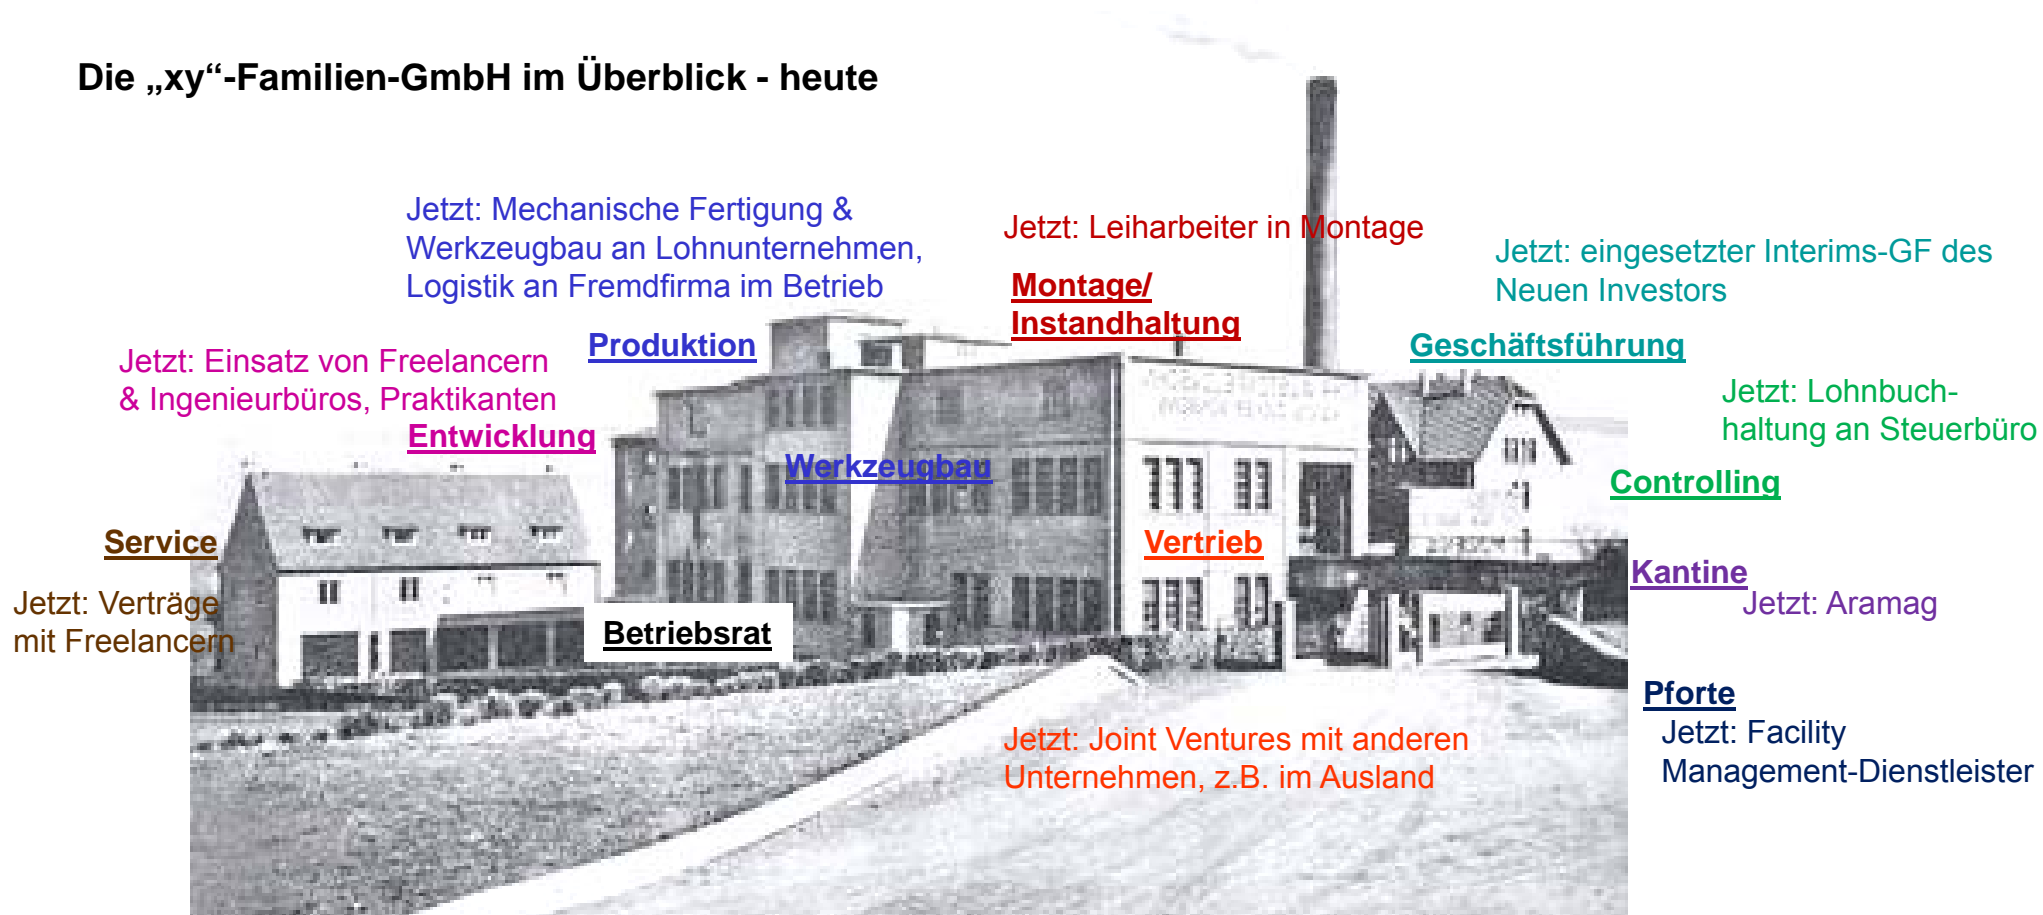 Die „xy“-Familien-GmbH im Überblick - heute
Jetzt: Mechanische Fertigung &
Werkzeugbau an Lohnunternehmen,
Logistik an Fremdfirma im Betrieb
Produktion
Jetzt: Leiharbeiter in Montage
Montage/
Instandhaltung
Jetzt: eingesetzter Interims-GF des
Neuen Investors
Geschäftsführung
Jetzt: Einsatz von Freelancern
& Ingenieurbüros, Praktikanten
Entwicklung
Jetzt: Lohnbuch-
haltung an Steuerbüro
Controlling
Werkzeugbau
Service
Jetzt: Verträge
mit Freelancern
Vertrieb
Kantine
Jetzt: Aramag
Betriebsrat
Pforte
Jetzt: Facility
Management-Dienstleister
Jetzt: Joint Ventures mit anderen
Unternehmen, z.B. im Ausland